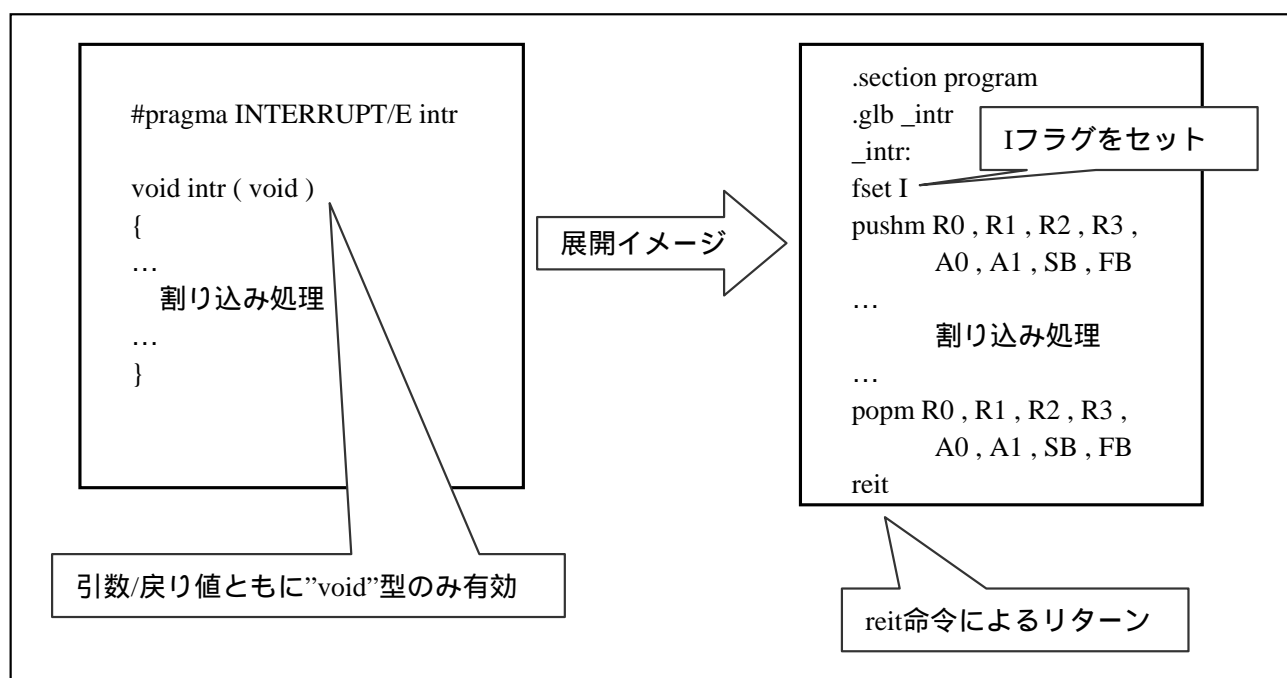 #pragma INTERRUPT/E intr
void intr ( void )
{
…
割り込み処理
…
}
引数/戻り値ともに”void”型のみ有効
展開イメージ
.section program
.glb _intr
_intr:
fset I
Iフラグをセット
pushm R0 , R1 , R2 , R3 ,
A0 , A1 , SB , FB
…
割り込み処理
…
popm R0 , R1 , R2 , R3 ,
A0 , A1 , SB , FB
reit
reit命令によるリターン